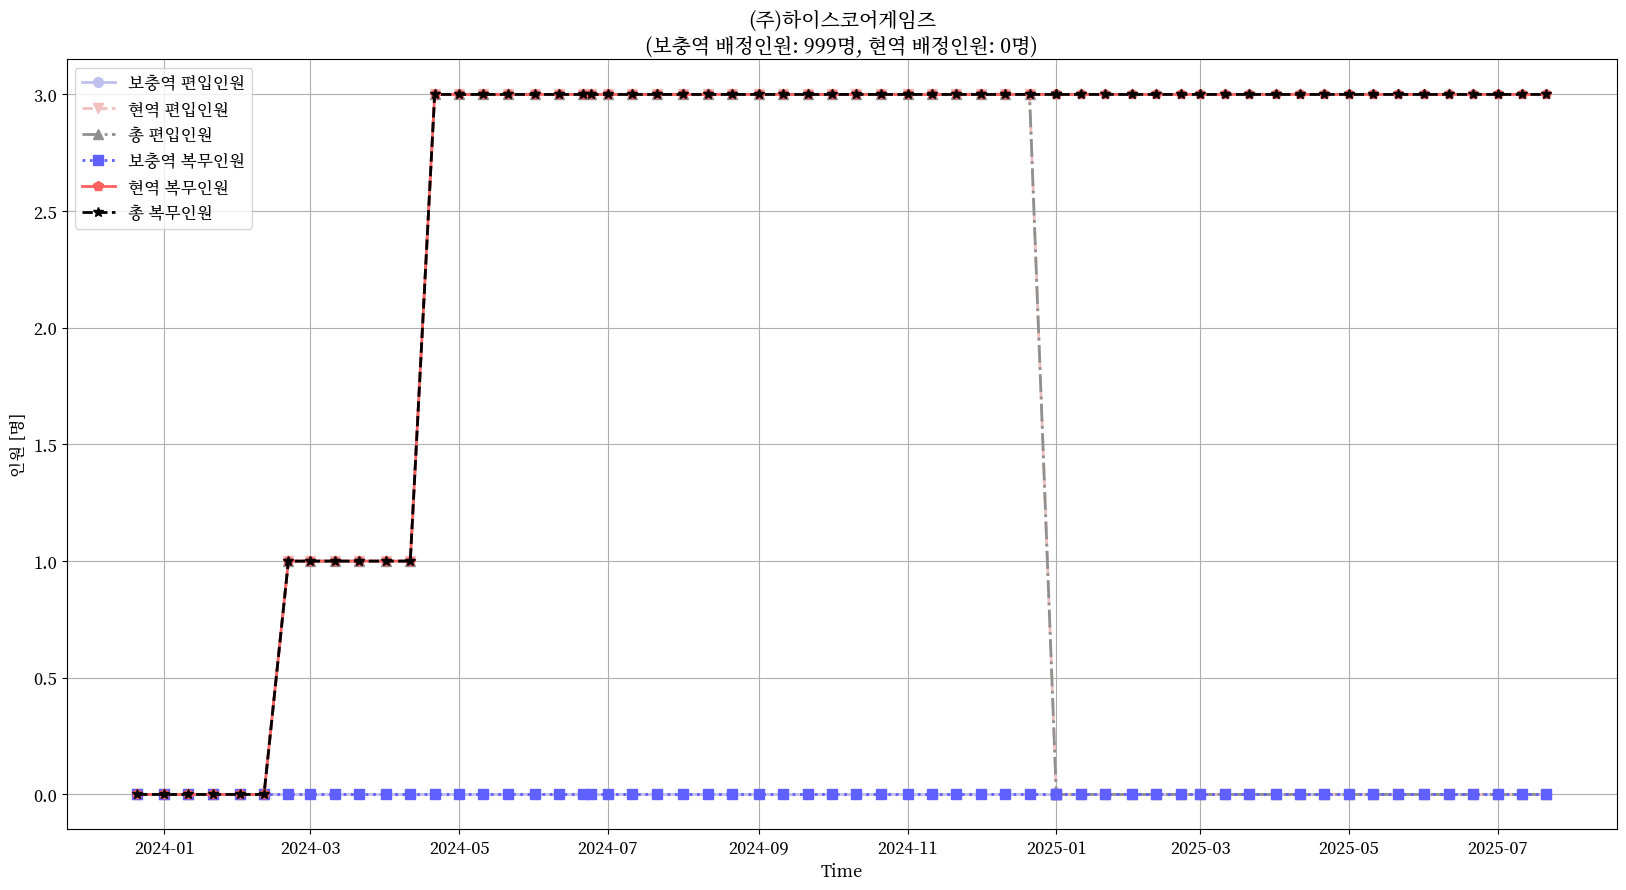 (주)하이스코어게임즈
(보충역 배정인원: 999명, 현역 배정인원: 0명)
보충역 편입인원
현역 편입인원
총 편입인원
보충역 복무인원
현역 복무인원
총 복무인원
3.0
2.5
2.0
1.5
1.0
0.5
0.0
인원 [명]
2024-01
2024-03
2024-05
2024-07
2024-09
2024-11
2025-01
2025-03
2025-05
2025-07
Time